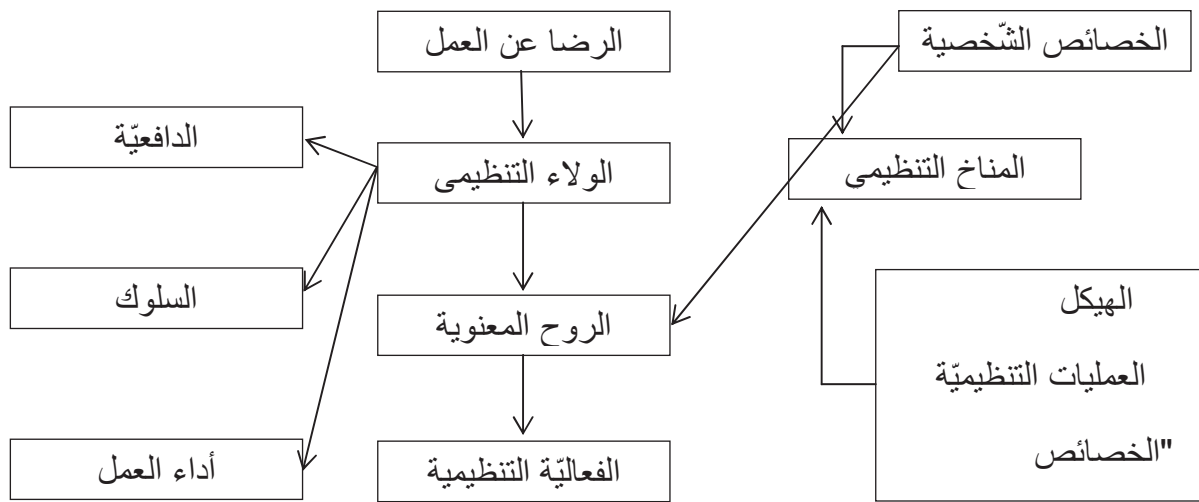 الخصائص الشّخصية
الرضا عن العمل
الدافعيّة
المناخ التنظيمى
الولاء التنظيمى
السلوك
الروح المعنوية
الهيكل
العمليات التنظيميّة
الخصائص"
أداء العمل
الفعاليّة التنظيمية